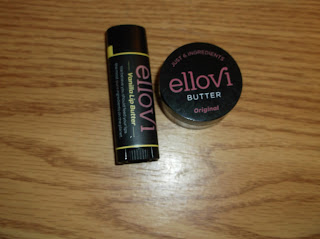 ellovi
Vanilla Lip Butter
JUST 6 INGREDIENTS
ellovi
BUTTER
Original